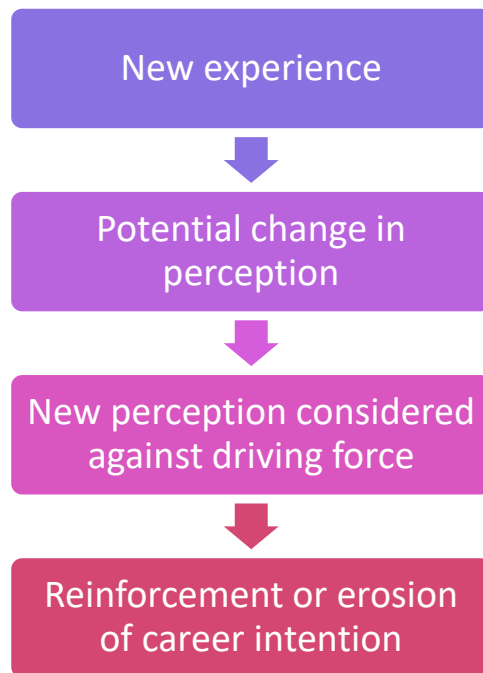 New experience
Potential change in
perception
New perception considered
against driving force
Reinforcement or erosion
of career intention